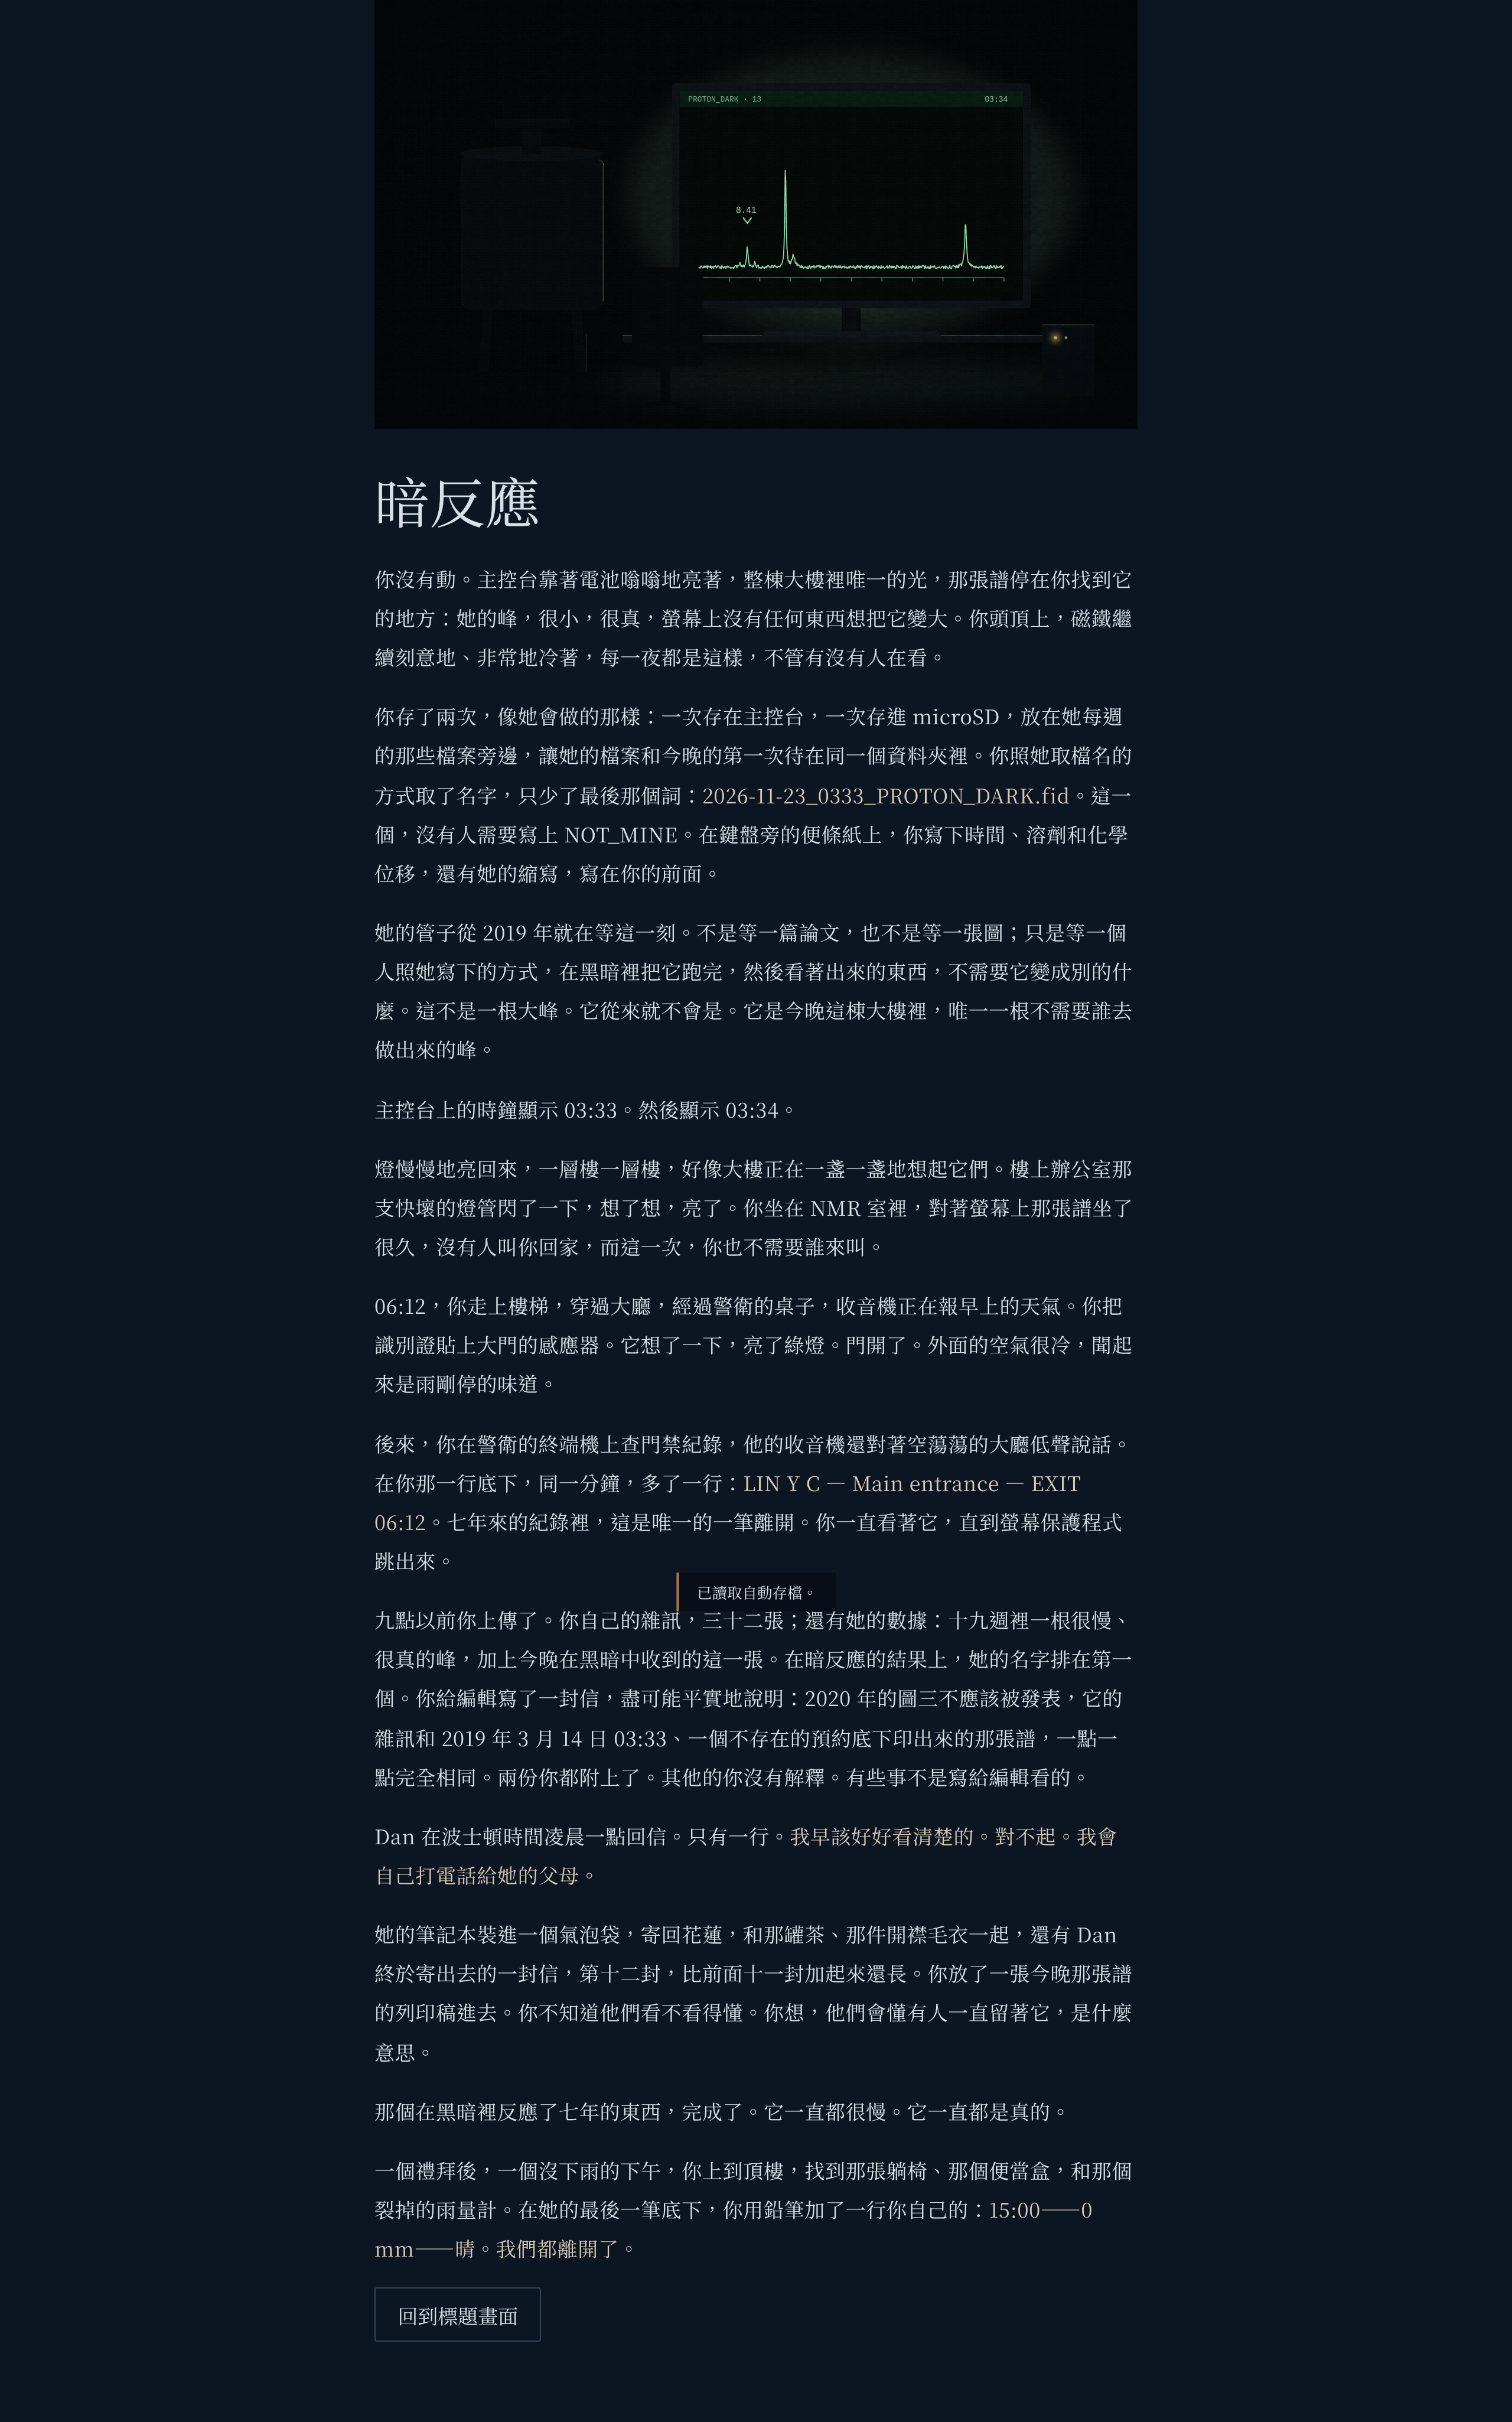 PROTON_DARK · 13
03:34
8.41
暗反應
你沒有動。主控台靠著電池嗡嗡地亮著，整棟大樓裡唯一的光，那張譜停在你找到它
的地方：她的峰，很小，很真，螢幕上沒有任何東西想把它變大。你頭頂上，磁鐵繼
續刻意地、非常地冷著，每一夜都是這樣，不管有沒有人在看。
你存了兩次，像她會做的那樣：一次存在主控台，一次存進 microSD，放在她每週
的那些檔案旁邊，讓她的檔案和今晚的第一次待在同一個資料夾裡。你照她取檔名的
方式取了名字，只少了最後那個詞：2026-11-23_0333_PROTON_DARK.fid。這一
個，沒有人需要寫上 NOT_MINE。在鍵盤旁的便條紙上，你寫下時間、溶劑和化學
位移，還有她的縮寫，寫在你的前面。
她的管子從 2019 年就在等這一刻。不是等一篇論文，也不是等一張圖；只是等一個
人照她寫下的方式，在黑暗裡把它跑完，然後看著出來的東西，不需要它變成別的什
麼。這不是一根大峰。它從來就不會是。它是今晚這棟大樓裡，唯一一根不需要誰去
做出來的峰。
主控台上的時鐘顯示 03:33。然後顯示 03:34。
燈慢慢地亮回來，一層樓一層樓，好像大樓正在一盞一盞地想起它們。樓上辦公室那
支快壞的燈管閃了一下，想了想，亮了。你坐在 NMR 室裡，對著螢幕上那張譜坐了
很久，沒有人叫你回家，而這一次，你也不需要誰來叫。
06:12，你走上樓梯，穿過大廳，經過警衛的桌子，收音機正在報早上的天氣。你把
識別證貼上大門的感應器。它想了一下，亮了綠燈。門開了。外面的空氣很冷，聞起
來是雨剛停的味道。
後來，你在警衛的終端機上查門禁紀錄，他的收音機還對著空蕩蕩的大廳低聲說話。
在你那一行底下，同一分鐘，多了一行：LIN Y C — Main entrance — EXIT
06:12。七年來的紀錄裡，這是唯一的一筆離開。你一直看著它，直到螢幕保護程式
跳出來。
已讀取自動存檔。
九點以前你上傳了。你自己的雜訊，三十二張；還有她的數據：十九週裡一根很慢、
很真的峰，加上今晚在黑暗中收到的這一張。在暗反應的結果上，她的名字排在第一
個。你給編輯寫了一封信，盡可能平實地說明：2020 年的圖三不應該被發表，它的
雜訊和 2019 年 3 月 14 日 03:33、一個不存在的預約底下印出來的那張譜，一點一
點完全相同。兩份你都附上了。其他的你沒有解釋。有些事不是寫給編輯看的。
Dan 在波士頓時間凌晨一點回信。只有一行。我早該好好看清楚的。對不起。我會
自己打電話給她的父母。
她的筆記本裝進一個氣泡袋，寄回花蓮，和那罐茶、那件開襟毛衣一起，還有 Dan
終於寄出去的一封信，第十二封，比前面十一封加起來還長。你放了一張今晚那張譜
的列印稿進去。你不知道他們看不看得懂。你想，他們會懂有人一直留著它，是什麼
意思。
那個在黑暗裡反應了七年的東西，完成了。它一直都很慢。它一直都是真的。
一個禮拜後，一個沒下雨的下午，你上到頂樓，找到那張躺椅、那個便當盒，和那個
裂掉的雨量計。在她的最後一筆底下，你用鉛筆加了一行你自己的：15:00——0
mm——晴。我們都離開了。
回到標題畫面